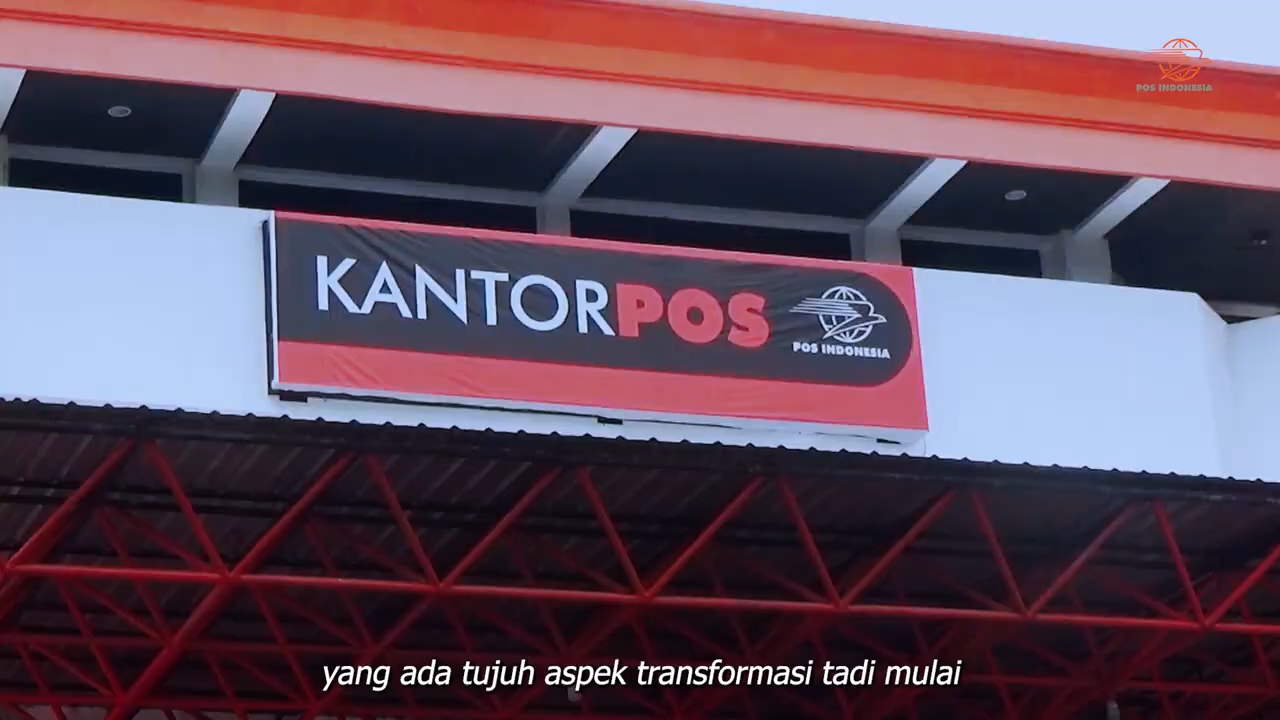 POS INDONESIA
KANTORPOS
POS INDONESIA
yang ada tujuh aspek transformasi tadi mulai